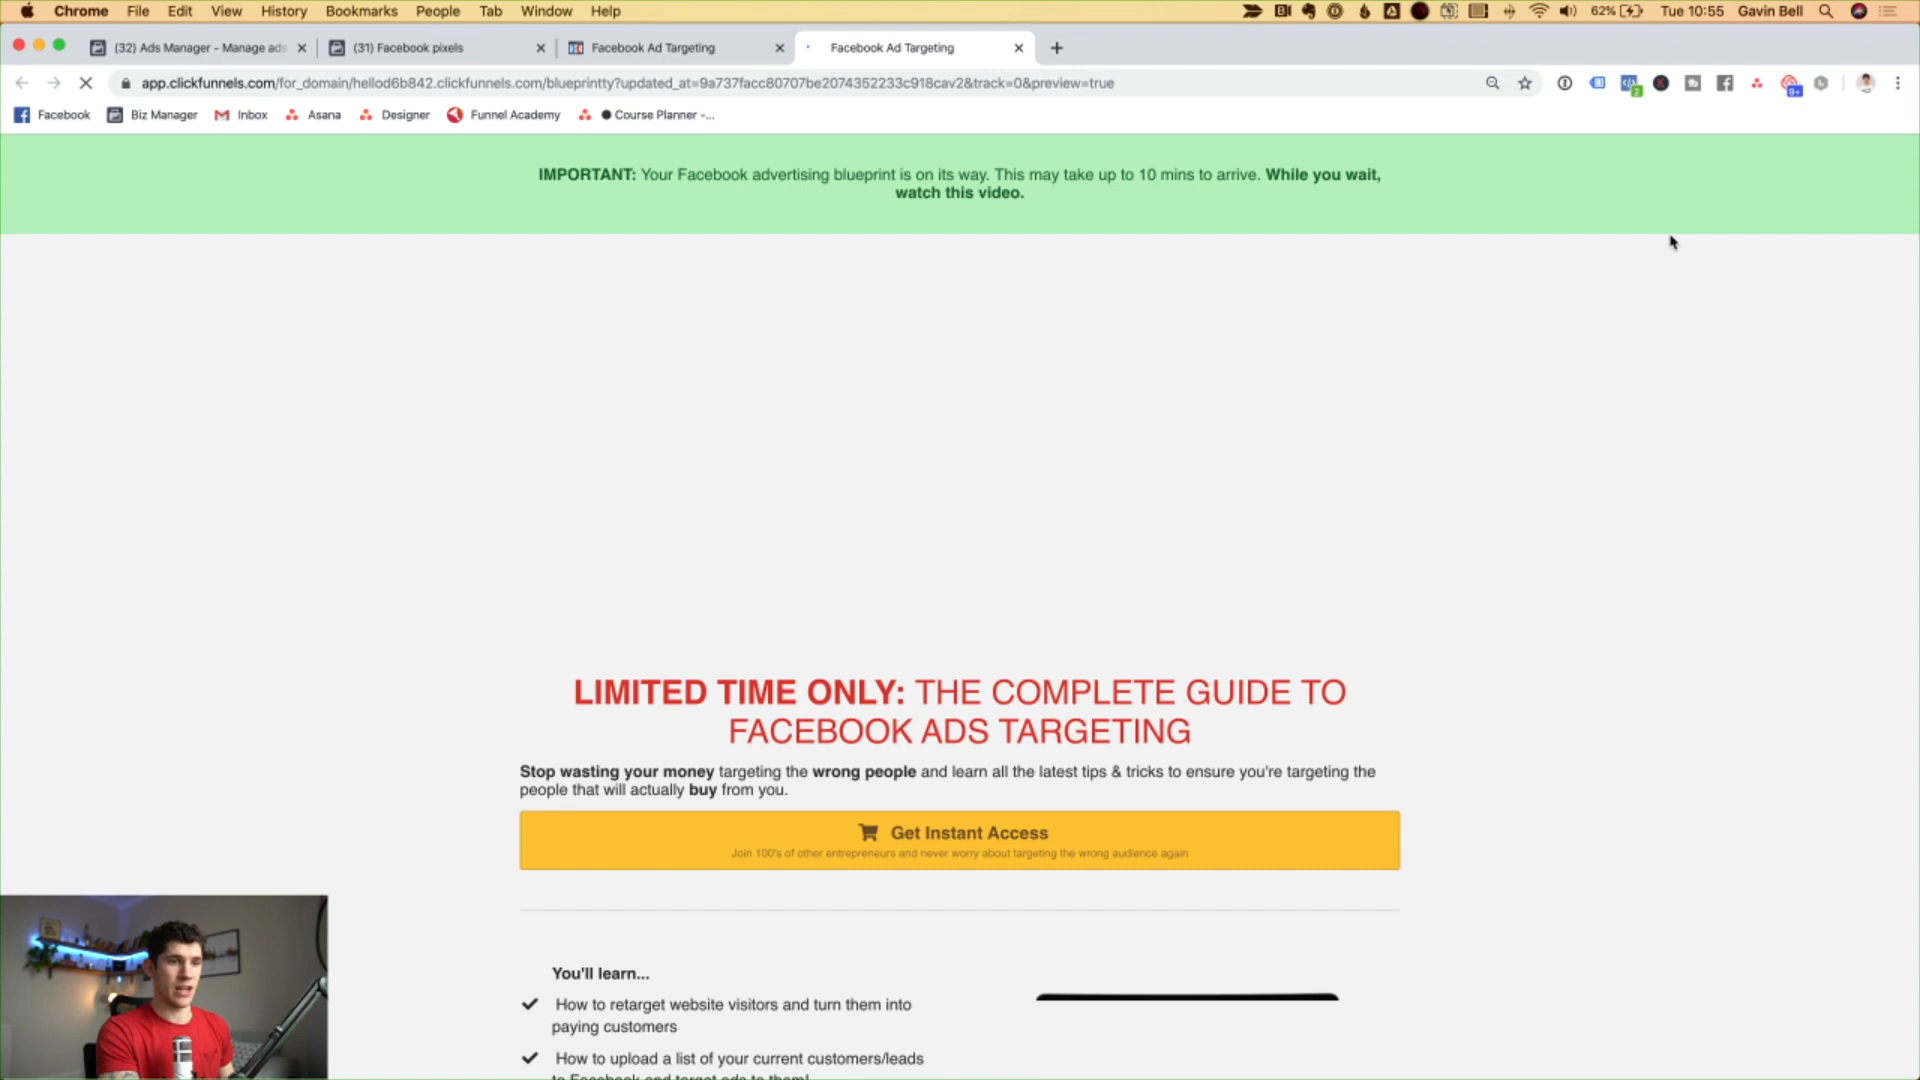 Chrome File Edit View History Bookmarks People Tab Window Help 62% Tue 10:55 Gavin Bell
(32) Ads Manager - Manage ads (31) Facebook pixels Facebook Ad Targeting Facebook Ad Targeting
app.clickfunnels.com/for_domain/hellod6b842.clickfunnels.com/blueprintty?updated_at=9a737facc80707be2074352233c918cav2&track=0&preview=true
Facebook Biz Manager Inbox Asana Designer Funnel Academy Course Planner -...
IMPORTANT: Your Facebook advertising blueprint is on its way. This may take up to 10 mins to arrive. While you wait,
watch this video.
LIMITED TIME ONLY: THE COMPLETE GUIDE TO
FACEBOOK ADS TARGETING
Stop wasting your money targeting the wrong people and learn all the latest tips & tricks to ensure you're targeting the
people that will actually buy from you.
Get Instant Access
Join 100's of other entrepreneurs and never worry about targeting the wrong audience again
You'll learn...
How to retarget website visitors and turn them into
paying customers
How to upload a list of your current customers/leads
to Facebook and target ads to them!